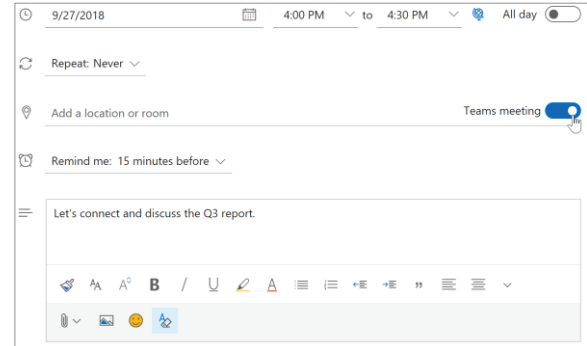 9/27/2018 4:00 PM to 4:30 PM All day
Repeat: Never
Add a location or room Teams meeting
Remind me: 15 minutes before
Let's connect and discuss the Q3 report.